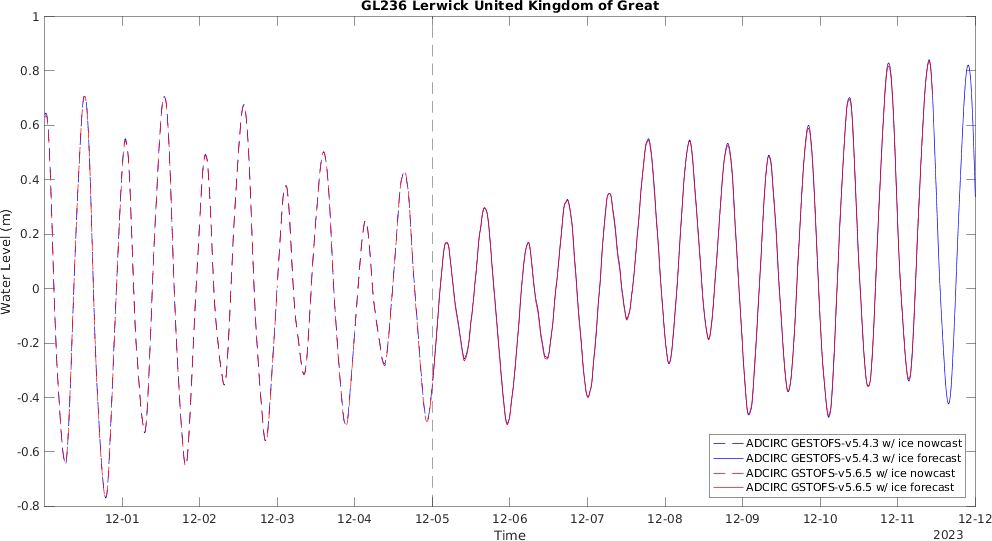 GL236 Lerwick United Kingdom of Great
1
0.8
0.6
0.4
0.2
0
-0.2
-0.4
-0.6
-0.8
Water Level (m)
12-01 12-02 12-03 12-04 12-05 12-06 12-07 12-08 12-09 12-10 12-11 12-12
Time
2023
ADCIRC GESTOFS-v5.4.3 w/ ice nowcast
ADCIRC GESTOFS-v5.4.3 w/ ice forecast
ADCIRC GSTOFS-v5.6.5 w/ ice nowcast
ADCIRC GSTOFS-v5.6.5 w/ ice forecast